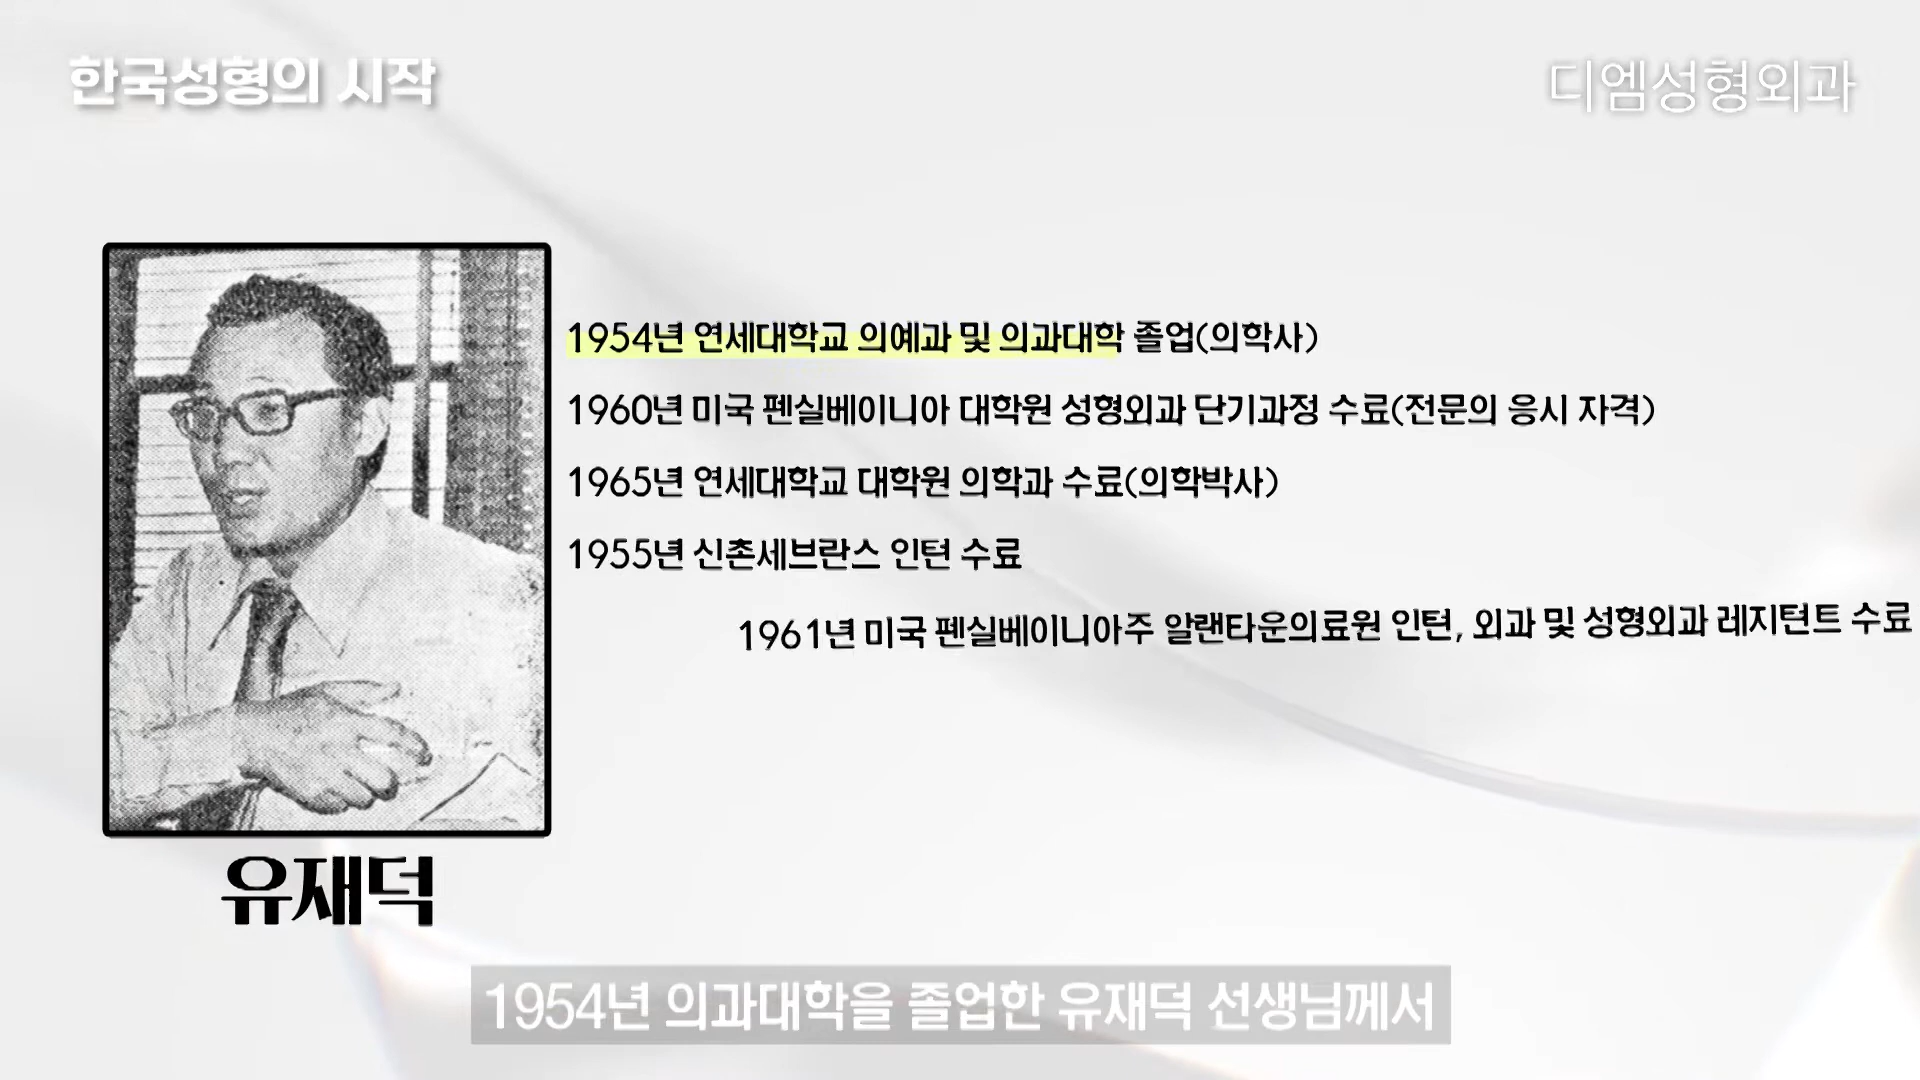 한국성형의 시작
디엠성형외과
1954년 연세대학교 의예과 및 의과대학 졸업(의학사)
1960년 미국 펜실베이니아 대학원 성형외과 단기과정 수료(전문의 응시 자격)
1965년 연세대학교 대학원 의학과 수료(의학박사)
1955년 신촌세브란스 인턴 수료
1961년 미국 펜실베이니아주 알랜타운의료원 인턴, 외과 및 성형외과 레지턴트 수료
유재덕
1954년 의과대학을 졸업한 유재덕 선생님께서